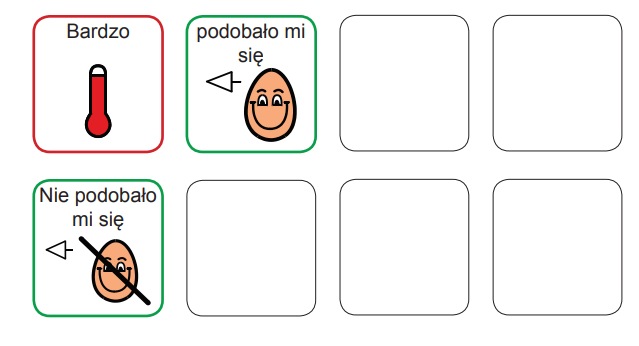 Bardzo
podobało mi
się
Nie podobało
mi się